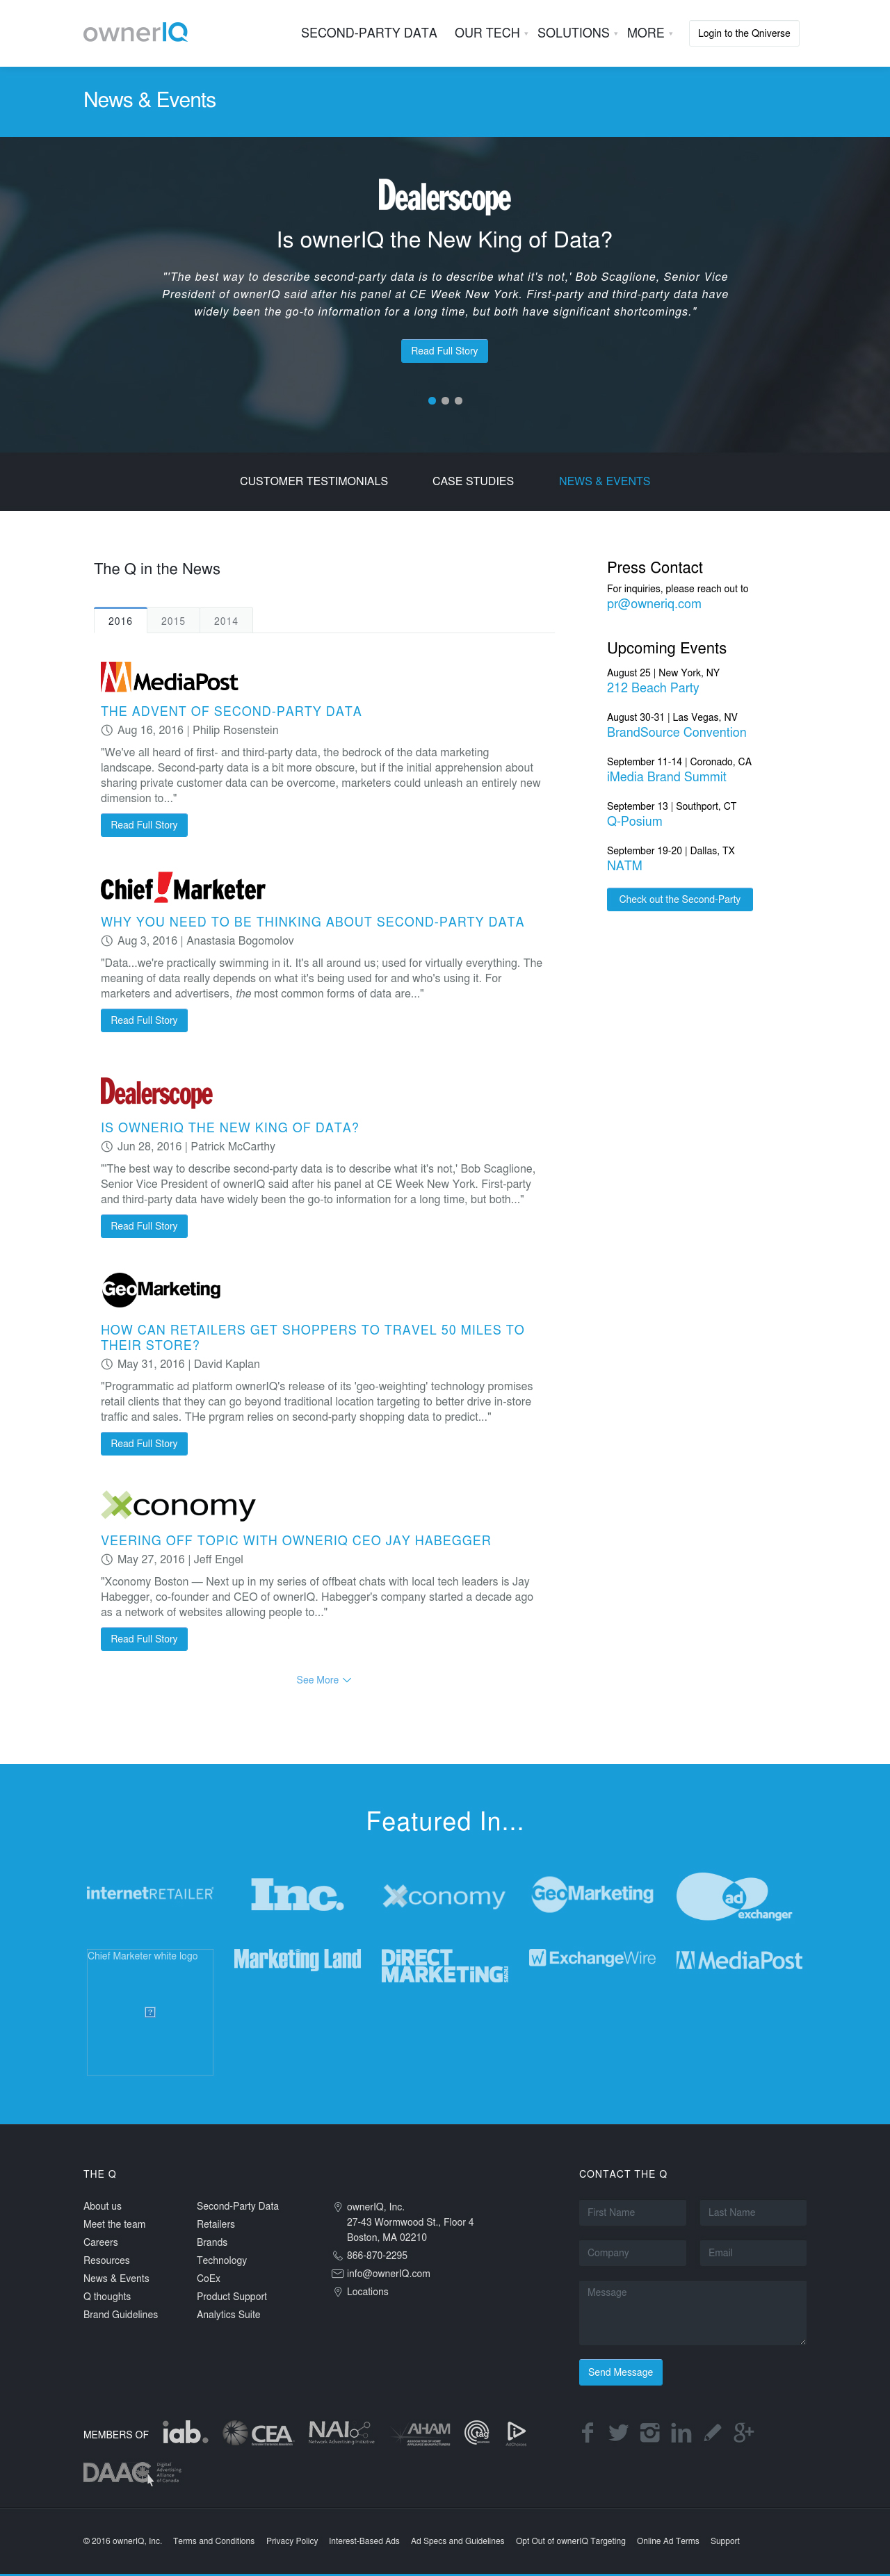 ownerIQ
SECOND-PARTY DATA OUR TECH SOLUTIONS MORE Login to the Qniverse
News & Events
Dealerscope
Is ownerIQ the New King of Data?
"'The best way to describe second-party data is to describe what it's not,' Bob Scaglione, Senior Vice
President of ownerIQ said after his panel at CE Week New York. First-party and third-party data have
widely been the go-to information for a long time, but both have significant shortcomings."
Read Full Story
CUSTOMER TESTIMONIALS CASE STUDIES NEWS & EVENTS
The Q in the News
2016 2015 2014
MediaPost
THE ADVENT OF SECOND-PARTY DATA
Aug 16, 2016 | Philip Rosenstein
"We've all heard of first- and third-party data, the bedrock of the data marketing
landscape. Second-party data is a bit more obscure, but if the initial apprehension about
sharing private customer data can be overcome, marketers could unleash an entirely new
dimension to..."
Read Full Story
Chief Marketer
WHY YOU NEED TO BE THINKING ABOUT SECOND-PARTY DATA
Aug 3, 2016 | Anastasia Bogomolov
"Data...we're practically swimming in it. It's all around us; used for virtually everything. The
meaning of data really depends on what it's being used for and who's using it. For
marketers and advertisers, the most common forms of data are..."
Read Full Story
Dealerscope
IS OWNERIQ THE NEW KING OF DATA?
Jun 28, 2016 | Patrick McCarthy
"'The best way to describe second-party data is to describe what it's not,' Bob Scaglione,
Senior Vice President of ownerIQ said after his panel at CE Week New York. First-party
and third-party data have widely been the go-to information for a long time, but both..."
Read Full Story
GeoMarketing
HOW CAN RETAILERS GET SHOPPERS TO TRAVEL 50 MILES TO
THEIR STORE?
May 31, 2016 | David Kaplan
"Programmatic ad platform ownerIQ's release of its 'geo-weighting' technology promises
retail clients that they can go beyond traditional location targeting to better drive in-store
traffic and sales. THe prgram relies on second-party shopping data to predict..."
Read Full Story
Xconomy
VEERING OFF TOPIC WITH OWNERIQ CEO JAY HABEGGER
May 27, 2016 | Jeff Engel
"Xconomy Boston — Next up in my series of offbeat chats with local tech leaders is Jay
Habegger, co-founder and CEO of ownerIQ. Habegger's company started a decade ago
as a network of websites allowing people to..."
Read Full Story
See More
Press Contact
For inquiries, please reach out to
pr@owneriq.com
Upcoming Events
August 25 | New York, NY
212 Beach Party
August 30-31 | Las Vegas, NV
BrandSource Convention
September 11-14 | Coronado, CA
iMedia Brand Summit
September 13 | Southport, CT
Q-Posium
September 19-20 | Dallas, TX
NATM
Check out the Second-Party
Featured In...
internetRETAILER Inc. Xconomy GeoMarketing ad exchanger
Chief Marketer white logo Marketing Land DiRECT MARKETiNG NEWS ExchangeWire MediaPost
THE Q
About us
Meet the team
Careers
Resources
News & Events
Q thoughts
Brand Guidelines
Second-Party Data
Retailers
Brands
Technology
CoEx
Product Support
Analytics Suite
ownerIQ, Inc.
27-43 Wormwood St., Floor 4
Boston, MA 02210
866-870-2295
info@ownerIQ.com
Locations
CONTACT THE Q
First Name Last Name
Company Email
Message
Send Message
MEMBERS OF iab. CEA NAI AHAM tag
DAAC Digital Advertising Alliance of Canada
© 2016 ownerIQ, Inc. Terms and Conditions Privacy Policy Interest-Based Ads Ad Specs and Guidelines Opt Out of ownerIQ Targeting Online Ad Terms Support